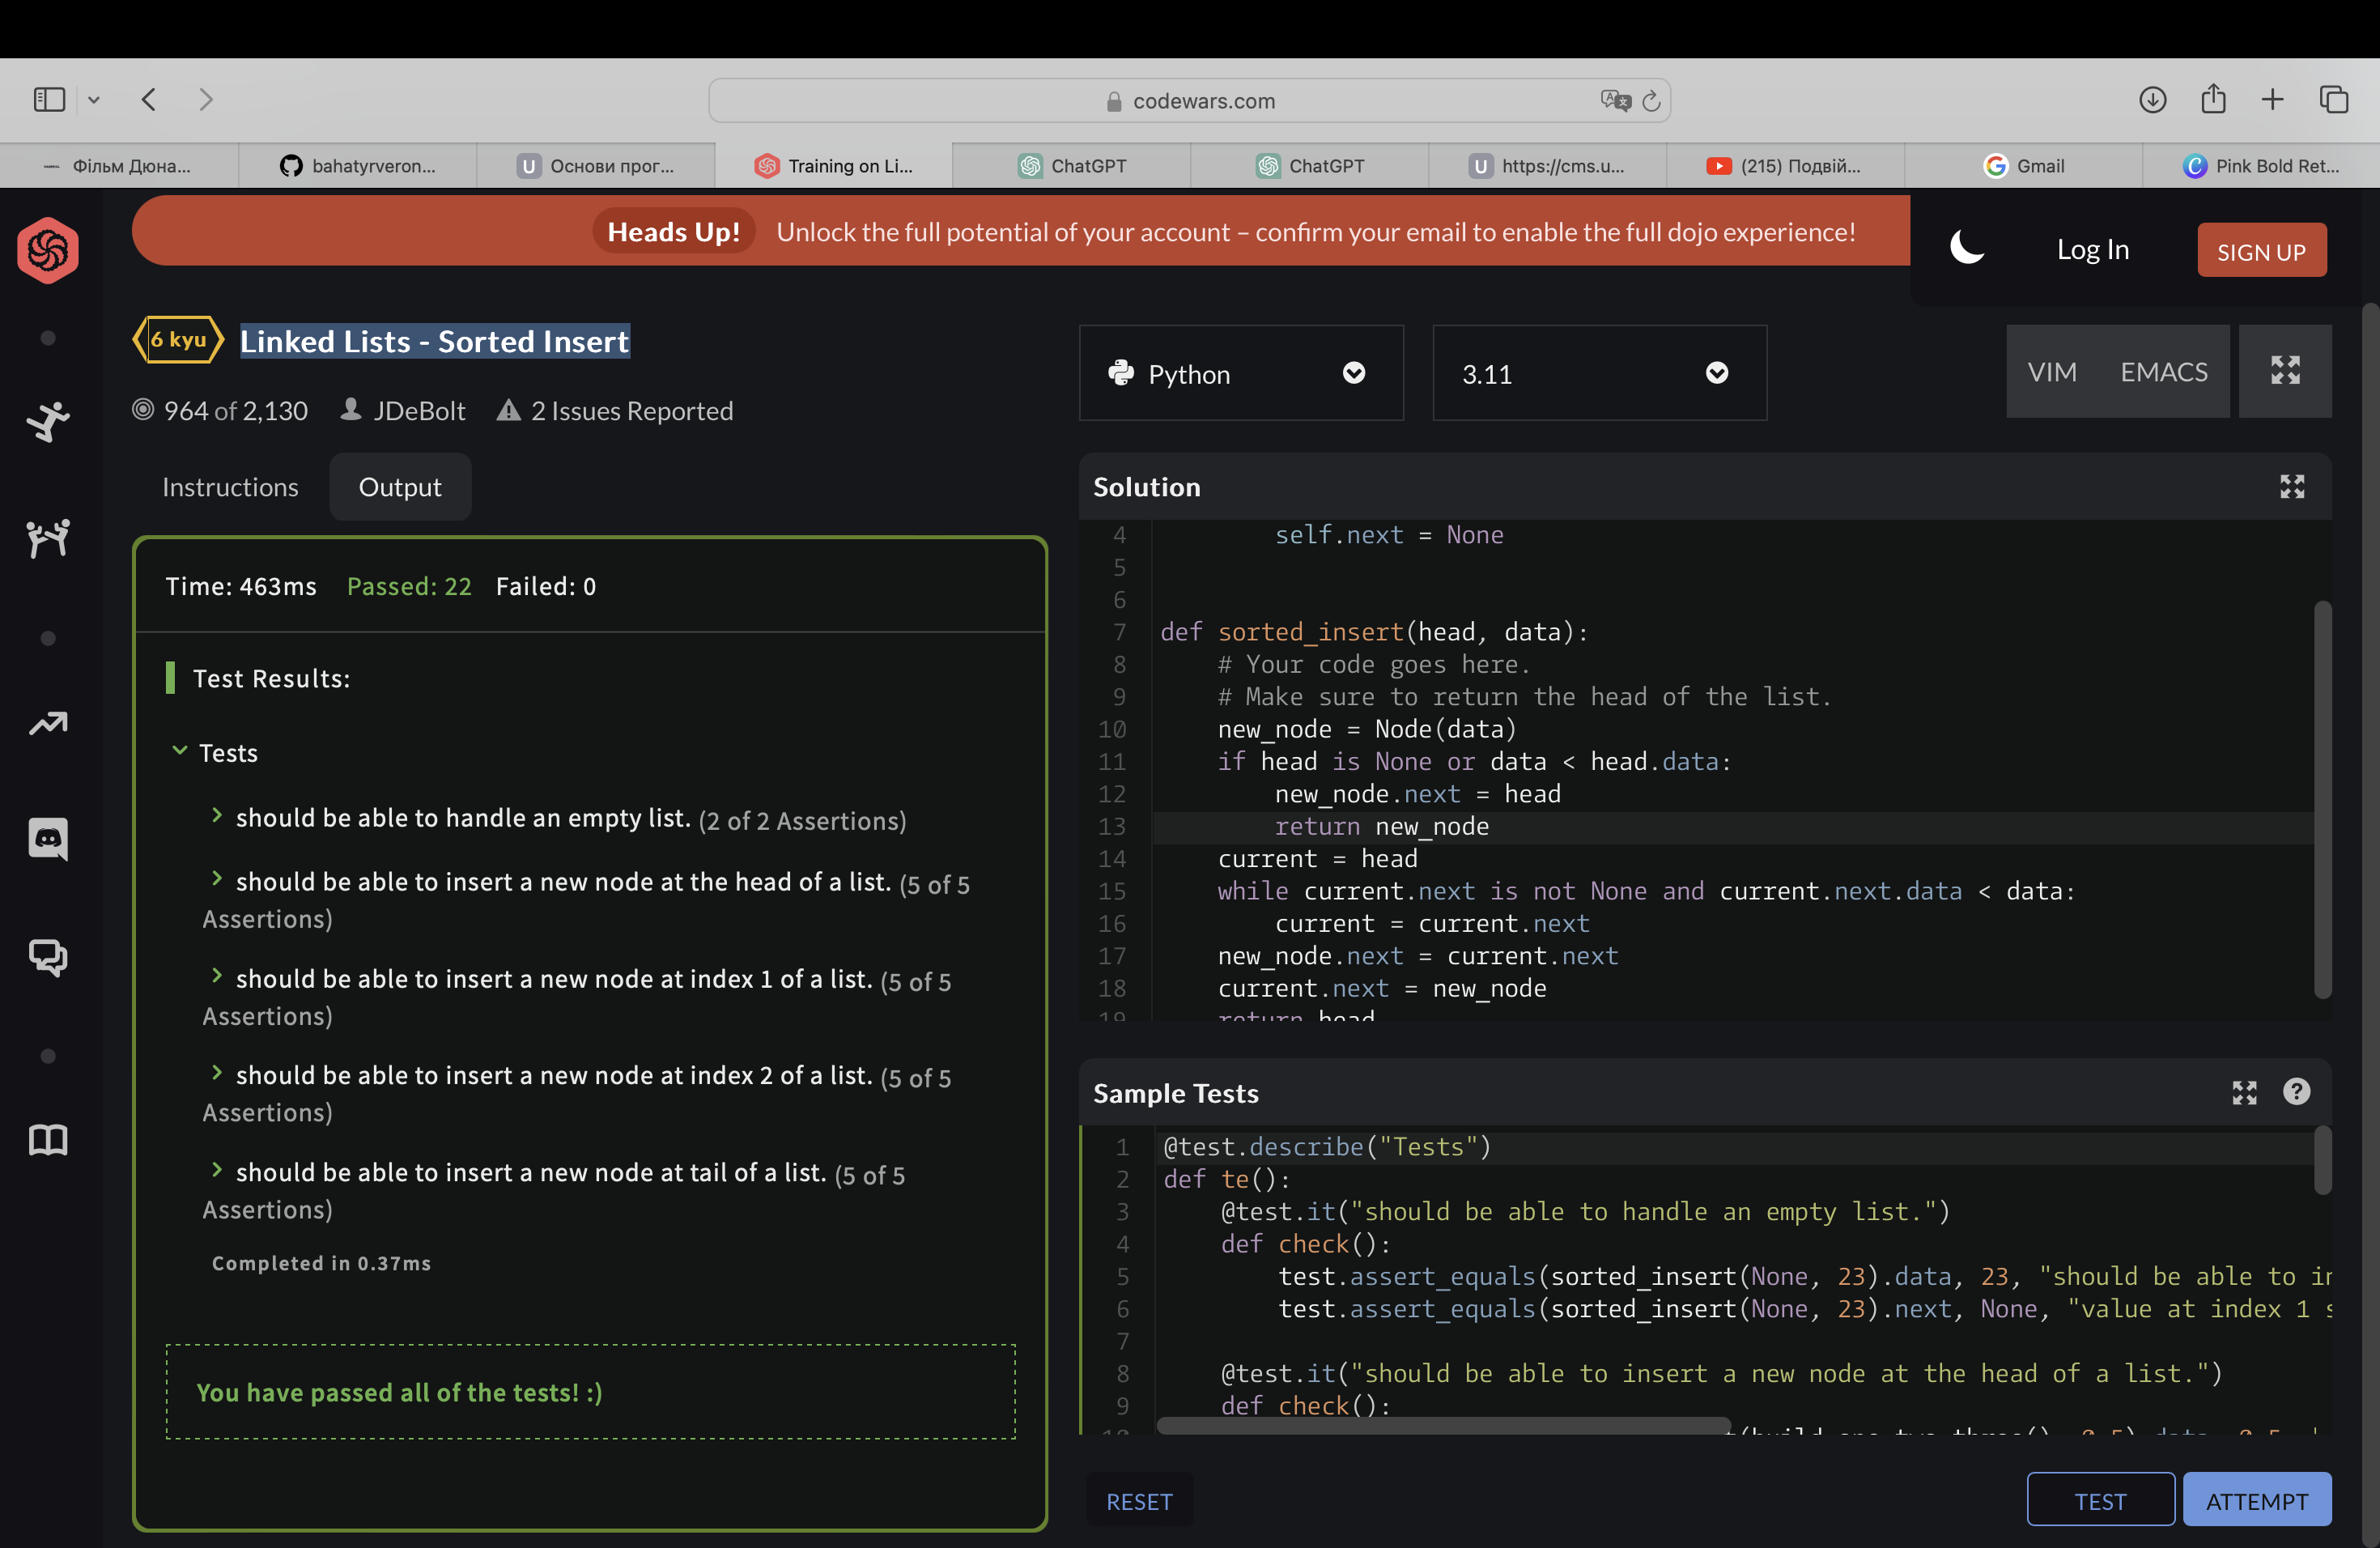 codewars.com
Фільм Дюна...
bahatyrveron...
U Основи прог...
Training on Li...
ChatGPT
ChatGPT
U https://cms.u...
(215) Подвій...
Gmail
Pink Bold Ret...
Heads Up! Unlock the full potential of your account – confirm your email to enable the full dojo experience!
Log In
SIGN UP
6 kyu Linked Lists - Sorted Insert
964 of 2,130 JDeBolt 2 Issues Reported
Python
3.11
VIM EMACS
Instructions Output
Time: 463ms Passed: 22 Failed: 0
Test Results:
Tests
should be able to handle an empty list. (2 of 2 Assertions)
should be able to insert a new node at the head of a list. (5 of 5
Assertions)
should be able to insert a new node at index 1 of a list. (5 of 5
Assertions)
should be able to insert a new node at index 2 of a list. (5 of 5
Assertions)
should be able to insert a new node at tail of a list. (5 of 5
Assertions)
Completed in 0.37ms
You have passed all of the tests! :)
Solution
4 self.next = None
5
6
7 def sorted_insert(head, data):
8 # Your code goes here.
9 # Make sure to return the head of the list.
10 new_node = Node(data)
11 if head is None or data < head.data:
12 new_node.next = head
13 return new_node
14 current = head
15 while current.next is not None and current.next.data < data:
16 current = current.next
17 new_node.next = current.next
18 current.next = new_node
19 return head
Sample Tests
1 @test.describe("Tests")
2 def te():
3 @test.it("should be able to handle an empty list.")
4 def check():
5 test.assert_equals(sorted_insert(None, 23).data, 23, "should be able to in
6 test.assert_equals(sorted_insert(None, 23).next, None, "value at index 1 s
7
8 @test.it("should be able to insert a new node at the head of a list.")
9 def check():
RESET
TEST
ATTEMPT